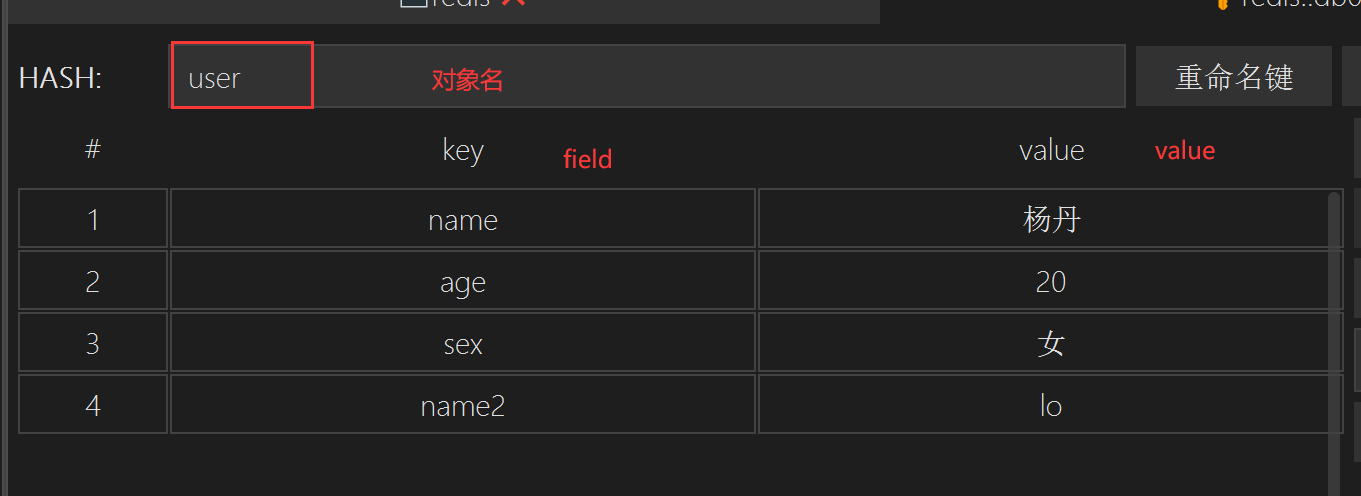 redis
redis::db0
HASH: user 对象名 重命名键
# key field value value
1 name 杨丹
2 age 20
3 sex 女
4 name2 lo